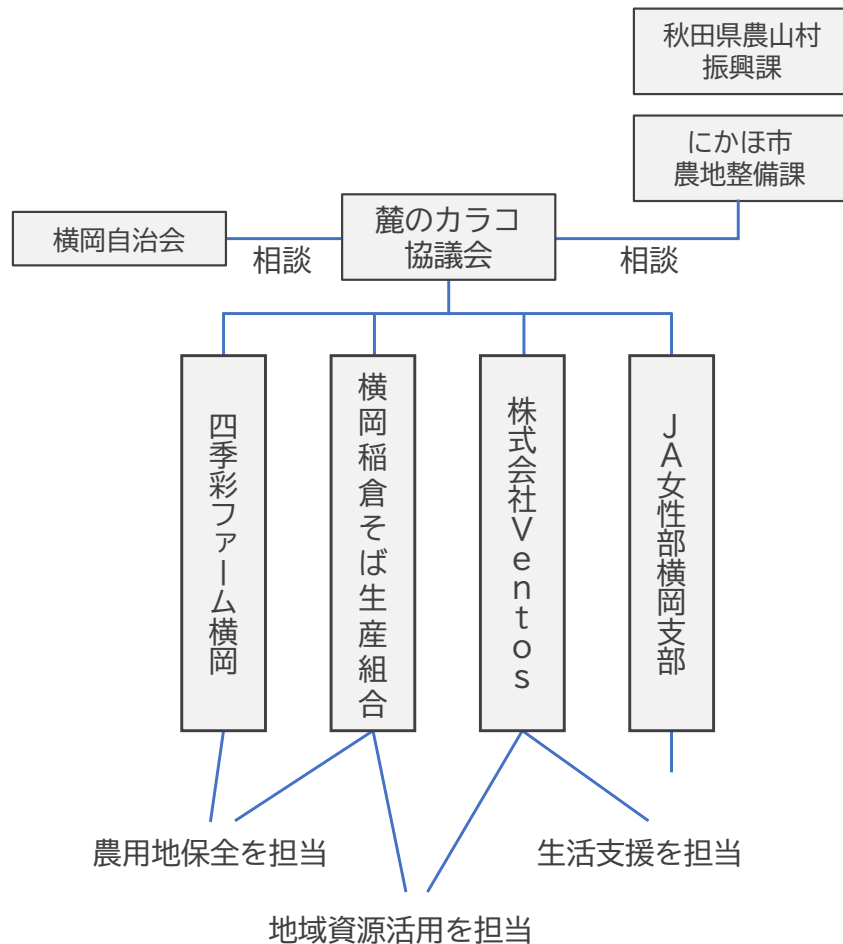 秋田県農山村
振興課
にかほ市
農地整備課
麓のカラコ
協議会
横岡自治会
相談
相談
四季彩ファーム横岡
横岡稲倉そば生産組合
株式会社Ventos
JA女性部横岡支部
農用地保全を担当
生活支援を担当
地域資源活用を担当